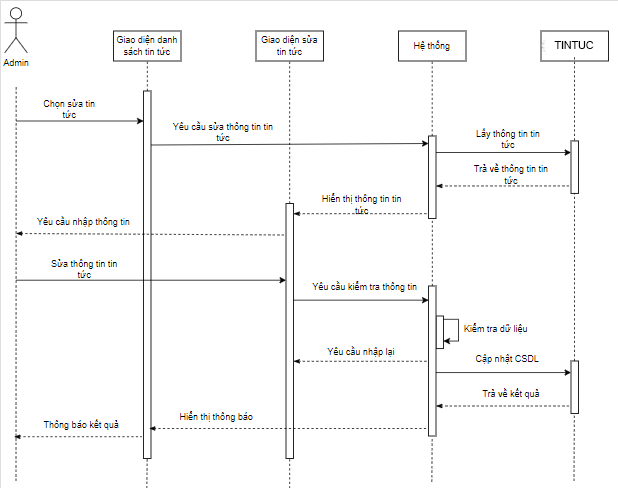 Giao diện danh
sách tin tức
Giao diện sửa
tin tức
Hệ thống
TINTUC
Admin
Chọn sửa tin
tức
Yêu cầu sửa thông tin tin
tức
Lấy thông tin tin
tức
Trả về thông tin tin
tức
Hiển thị thông tin tin
tức
Yêu cầu nhập thông tin
Sửa thông tin tin
tức
Yêu cầu kiểm tra thông tin
Kiểm tra dữ liệu
Yêu cầu nhập lại
Cập nhật CSDL
Trả về kết quả
Hiển thị thông báo
Thông báo kết quả